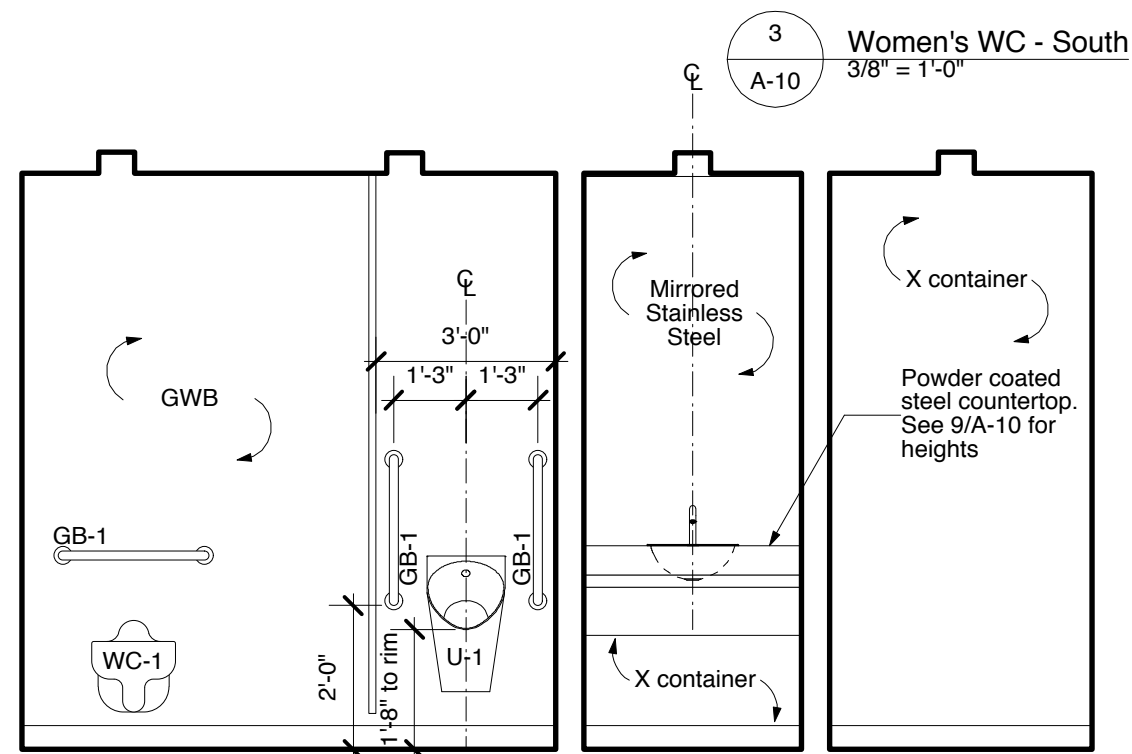 3
A-10
Women's WC - South
3/8" = 1'-0"
℄
℄
3'-0"
1'-3" 1'-3"
GWB
GB-1
GB-1
GB-1
WC-1
U-1
2'-0"
1'-8" to rim
Mirrored
Stainless
Steel
X container
X container
Powder coated
steel countertop.
See 9/A-10 for
heights